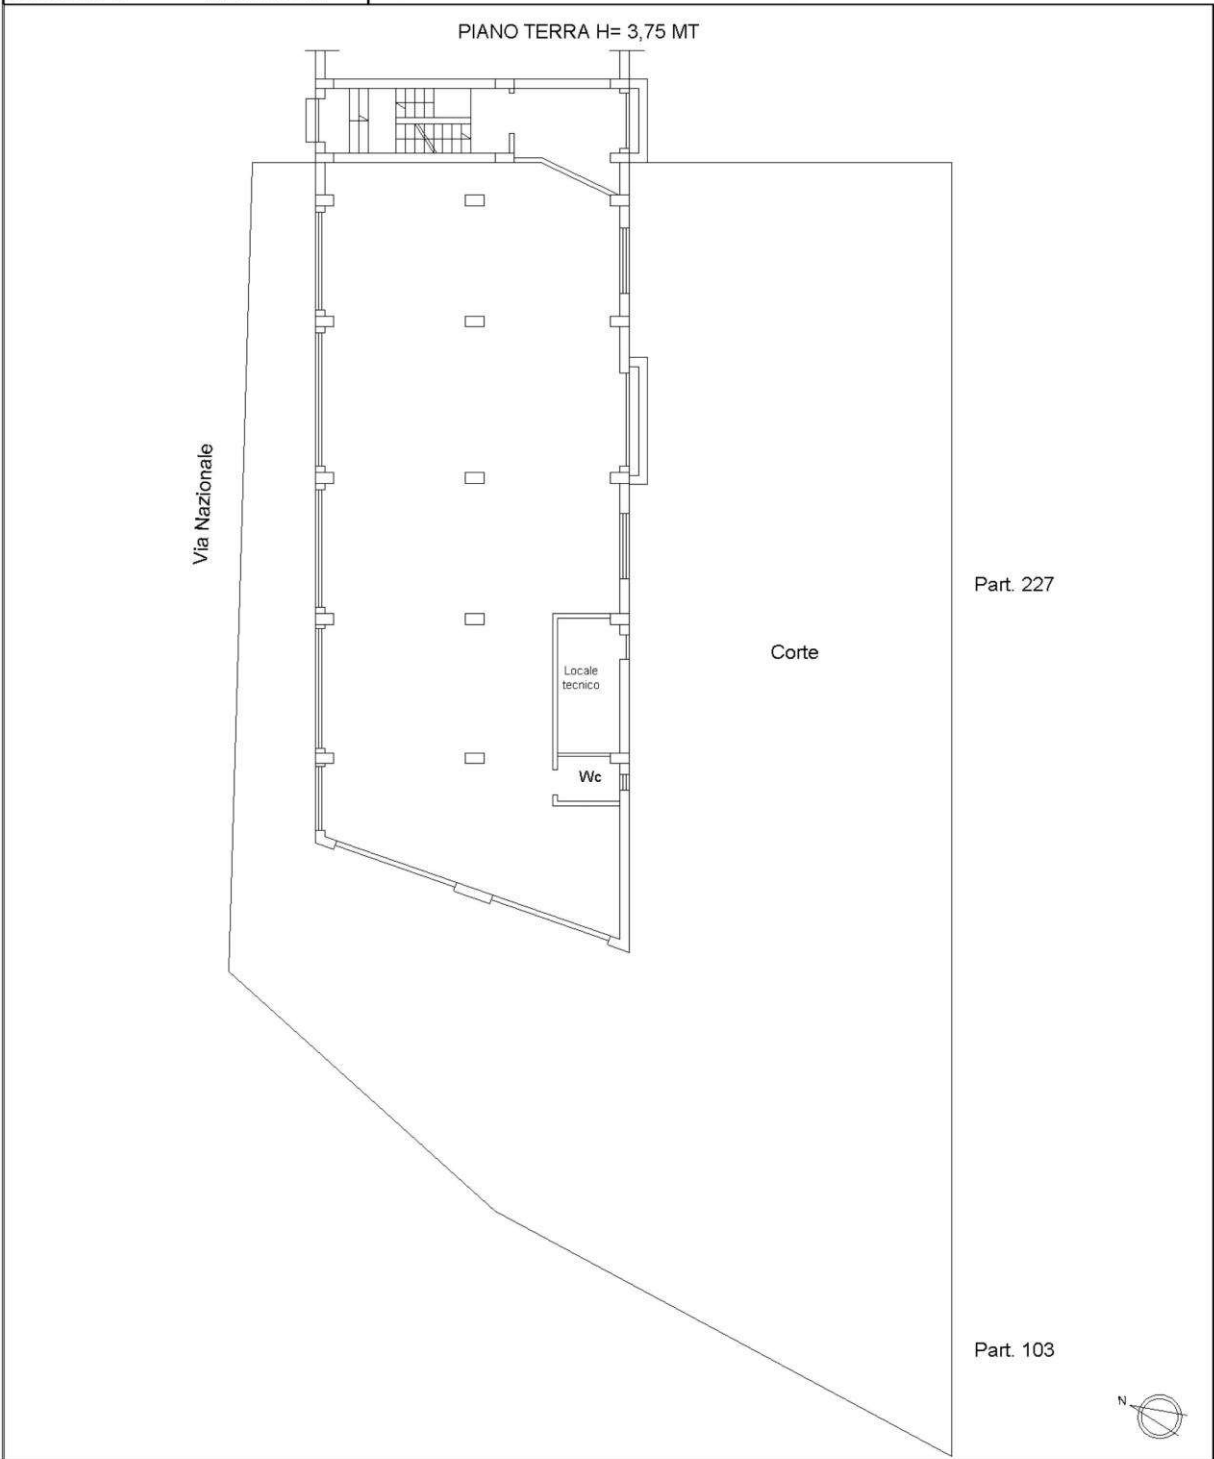 PIANO TERRA H= 3,75 MT
Via Nazionale
Part. 227
Corte
Locale
tecnico
Wc
Part. 103
N